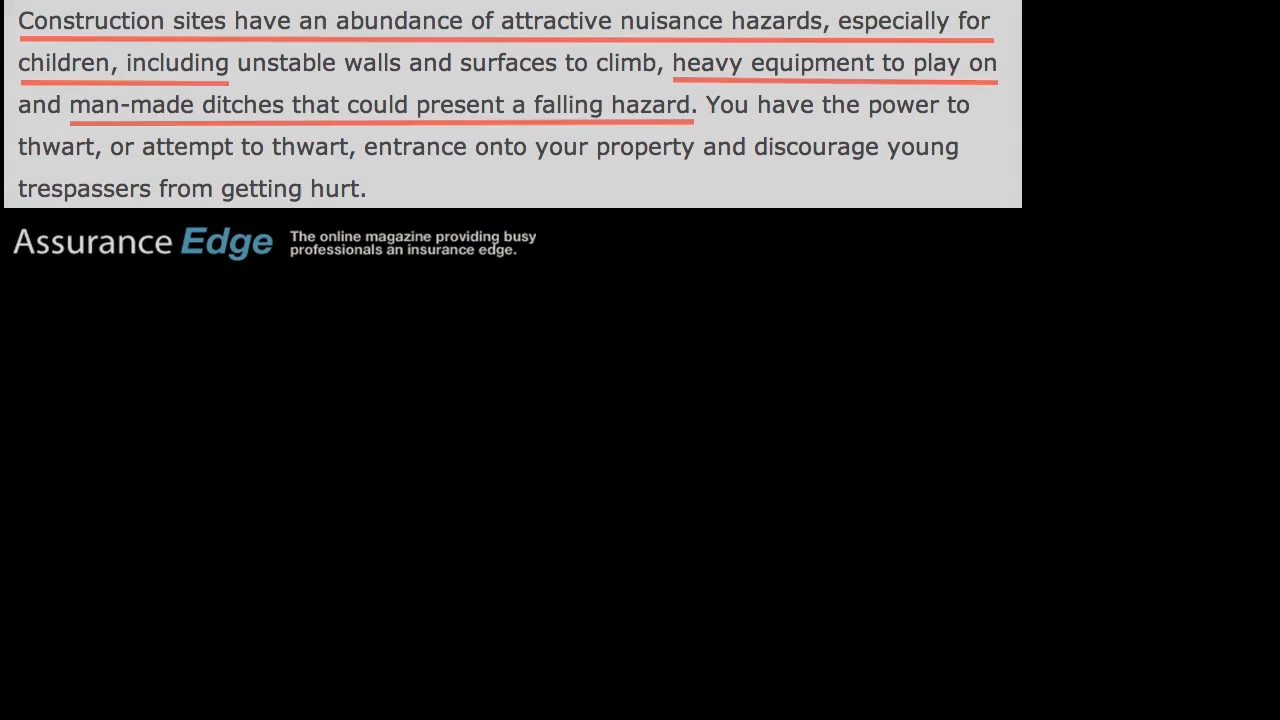 Construction sites have an abundance of attractive nuisance hazards, especially for
children, including unstable walls and surfaces to climb, heavy equipment to play on
and man-made ditches that could present a falling hazard. You have the power to
thwart, or attempt to thwart, entrance onto your property and discourage young
trespassers from getting hurt.
Assurance Edge
The online magazine providing busy
professionals an insurance edge.